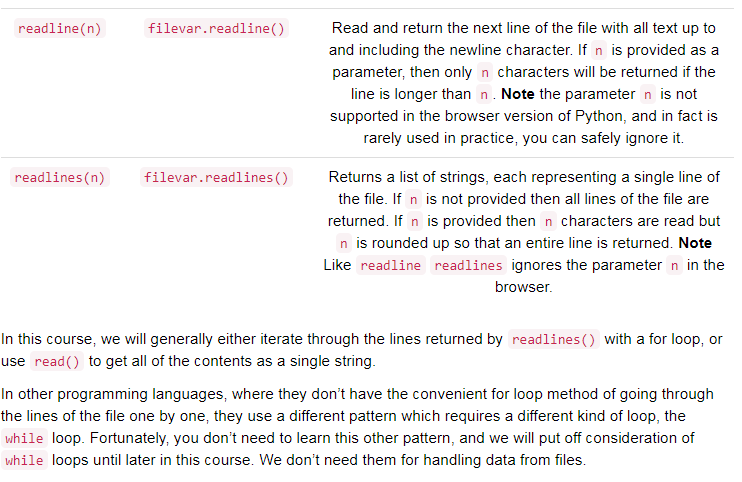 readline(n) filevar.readline() Read and return the next line of the file with all text up to
and including the newline character. If n is provided as a
parameter, then only n characters will be returned if the
line is longer than n . Note the parameter n is not
supported in the browser version of Python, and in fact is
rarely used in practice, you can safely ignore it.
readlines(n) filevar.readlines() Returns a list of strings, each representing a single line of
the file. If n is not provided then all lines of the file are
returned. If n is provided then n characters are read but
n is rounded up so that an entire line is returned. Note
Like readline readlines ignores the parameter n in the
browser.
In this course, we will generally either iterate through the lines returned by readlines() with a for loop, or
use read() to get all of the contents as a single string.
In other programming languages, where they don’t have the convenient for loop method of going through
the lines of the file one by one, they use a different pattern which requires a different kind of loop, the
while loop. Fortunately, you don’t need to learn this other pattern, and we will put off consideration of
while loops until later in this course. We don’t need them for handling data from files.